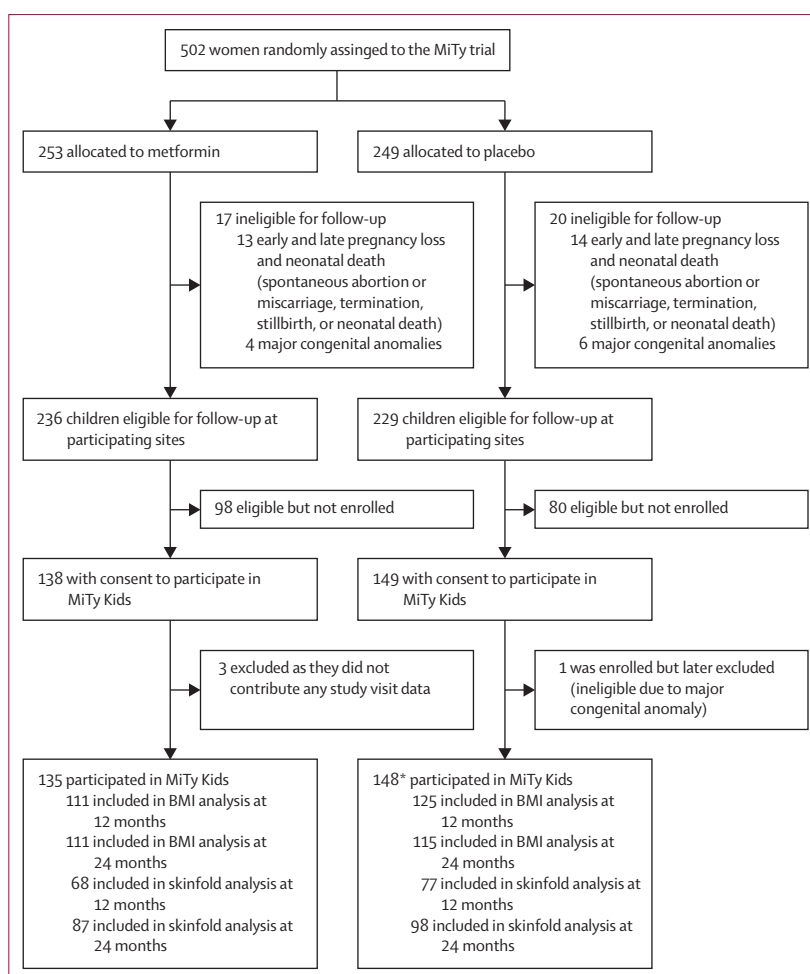 502 women randomly assinged to the MiTy trial
253 allocated to metformin
249 allocated to placebo
17 ineligible for follow-up
13 early and late pregnancy loss
and neonatal death
(spontaneous abortion or
miscarriage, termination,
stillbirth, or neonatal death)
4 major congenital anomalies
20 ineligible for follow-up
14 early and late pregnancy loss
and neonatal death
(spontaneous abortion or
miscarriage, termination,
stillbirth, or neonatal death)
6 major congenital anomalies
236 children eligible for follow-up at
participating sites
229 children eligible for follow-up at
participating sites
98 eligible but not enrolled
80 eligible but not enrolled
138 with consent to participate in
MiTy Kids
149 with consent to participate in
MiTy Kids
3 excluded as they did not
contribute any study visit data
1 was enrolled but later excluded
(ineligible due to major
congenital anomaly)
135 participated in MiTy Kids
111 included in BMI analysis at
12 months
111 included in BMI analysis at
24 months
68 included in skinfold analysis at
12 months
87 included in skinfold analysis at
24 months
148* participated in MiTy Kids
125 included in BMI analysis at
12 months
115 included in BMI analysis at
24 months
77 included in skinfold analysis at
12 months
98 included in skinfold analysis at
24 months